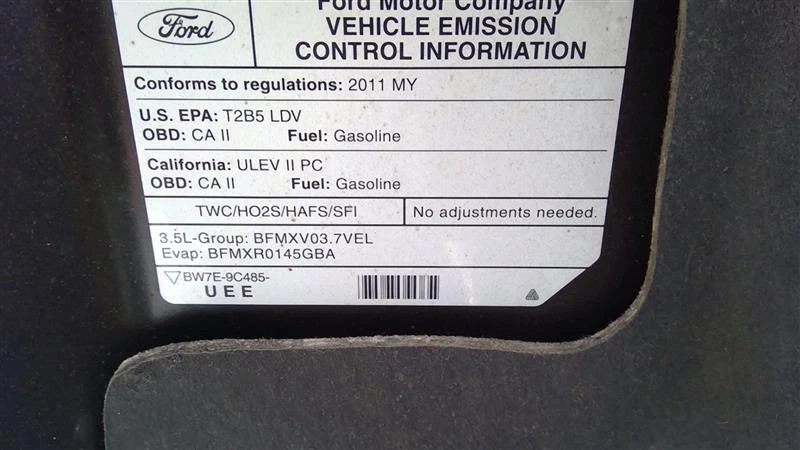 Ford
Ford Motor Company
VEHICLE EMISSION
CONTROL INFORMATION
Conforms to regulations: 2011 MY
U.S. EPA: T2B5 LDV
OBD: CA II Fuel: Gasoline
California: ULEV II PC
OBD: CA II Fuel: Gasoline
TWC/HO2S/HAFS/SFI No adjustments needed.
3.5L-Group: BFMXV03.7VEL
Evap: BFMXR0145GBA
BW7E-9C485-
UEE